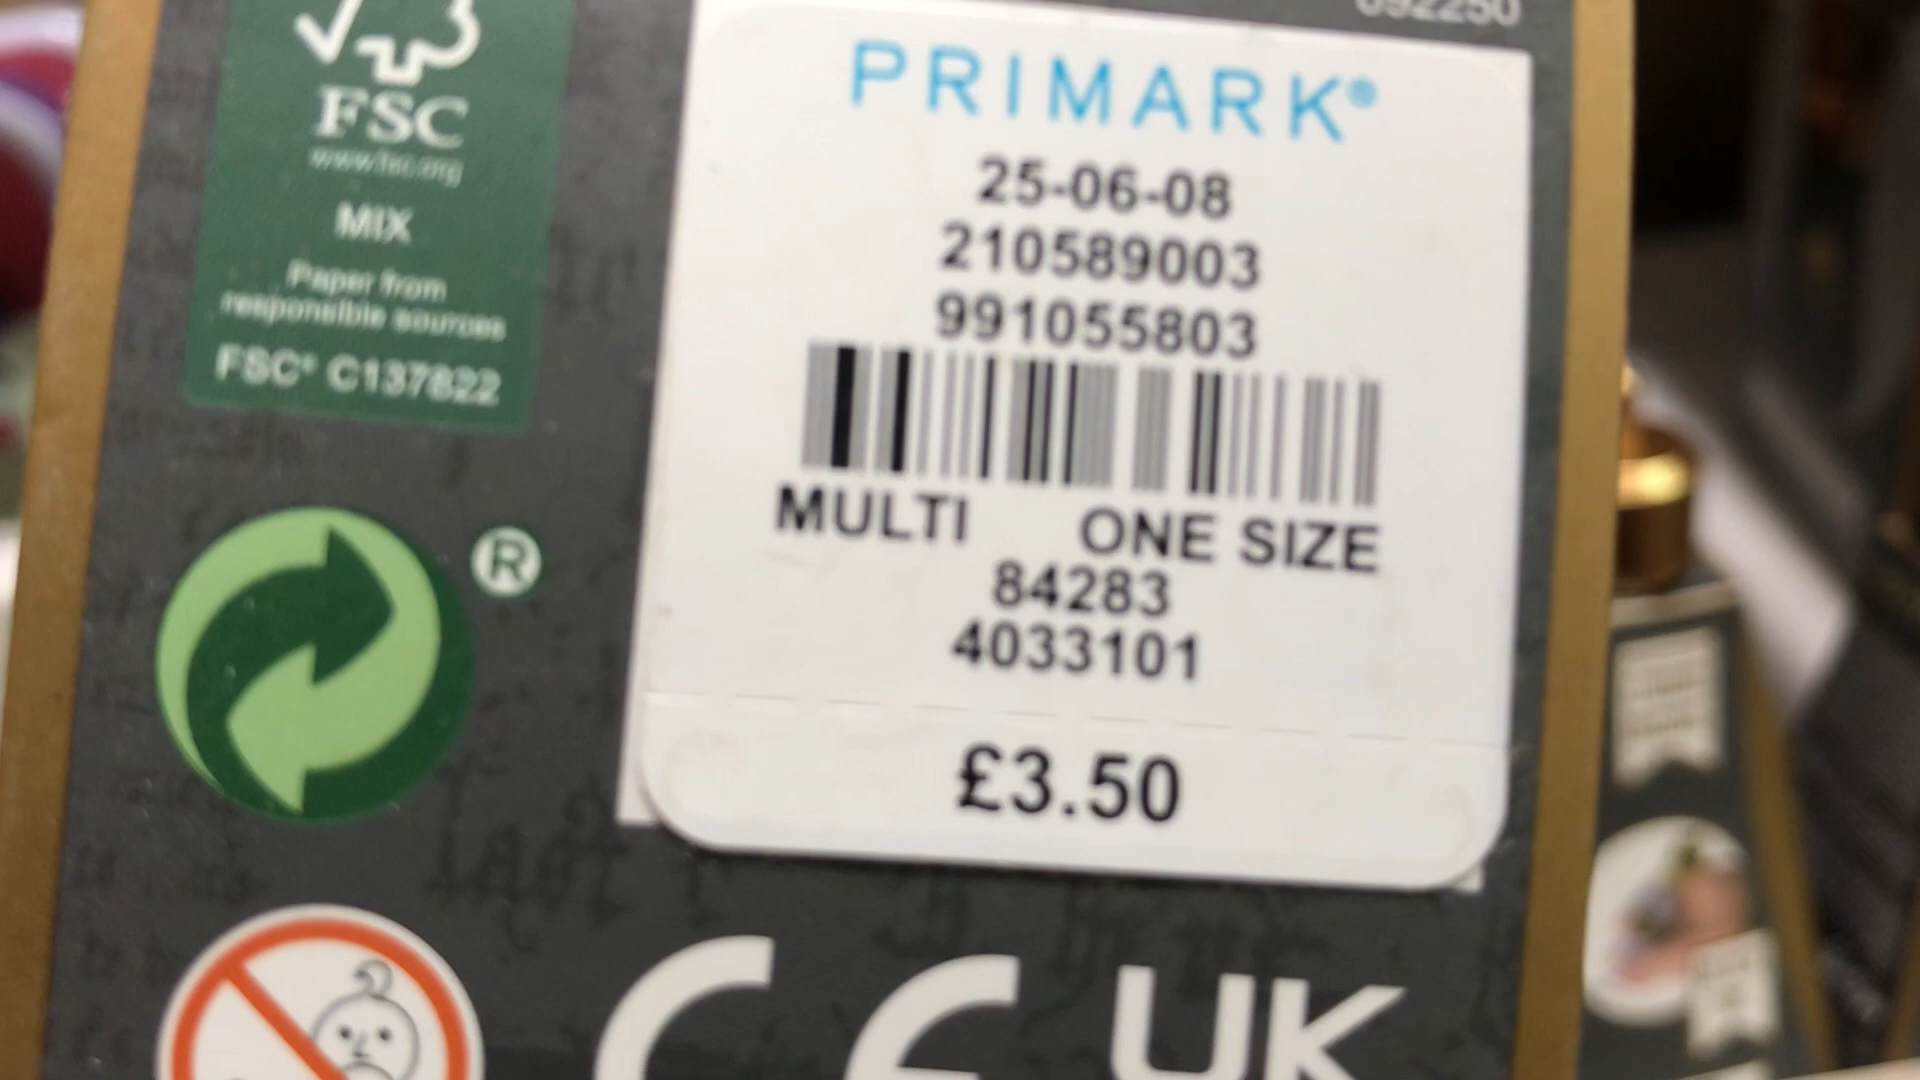 FSC
www.fsc.org
MIX
Paper from
responsible sources
FSC® C137822
®
092250
PRIMARK®
25-06-08
210589003
991055803
MULTI ONE SIZE
84283
4033101
£3.50
CE UK